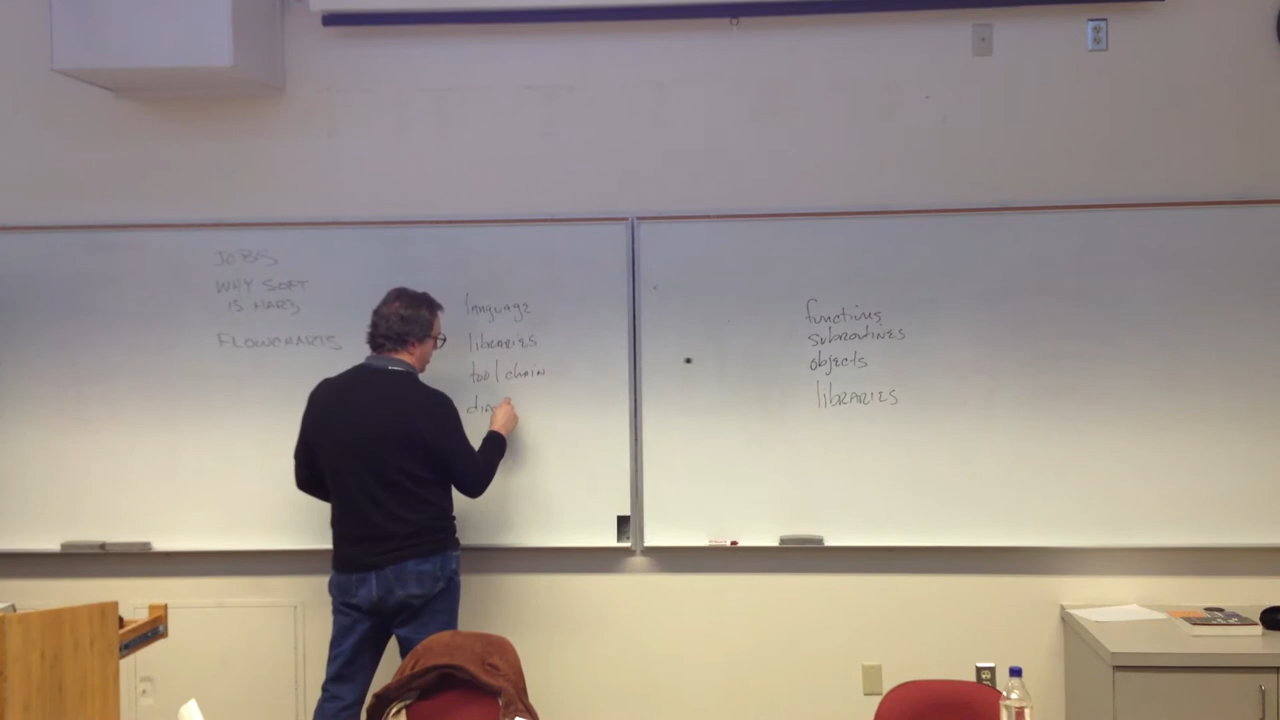 JOBS
WHY SOFT
IS HARD
FLOWCHARTS
language
libraries
tool chain
functions
subroutines
objects
libraries